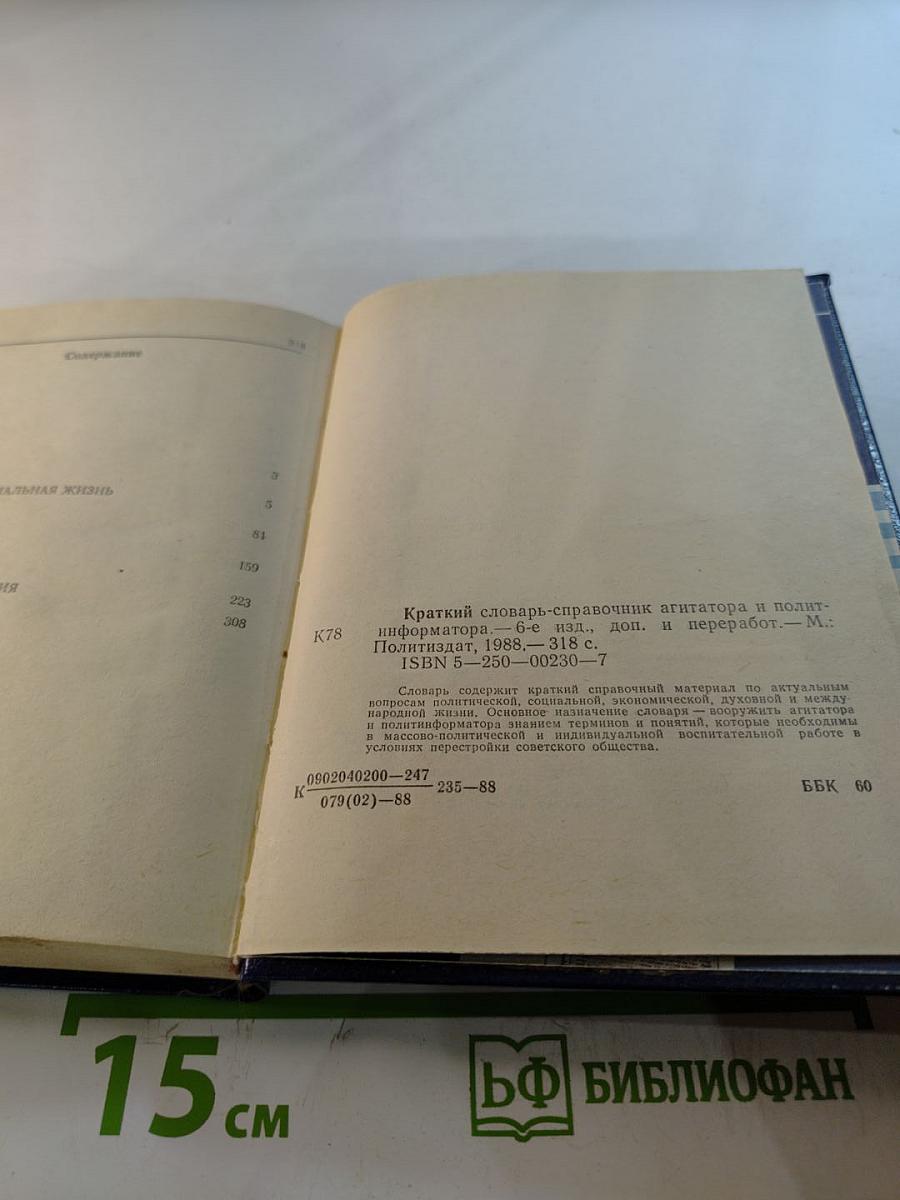 318
Содержание
3
АЛЬНАЯ ЖИЗНЬ
5
81
159
ИЯ
223
308
К78
Краткий словарь-справочник агитатора и полит-
информатора.— 6-е изд., доп. и переработ.— М.:
Политиздат, 1988.— 318 с.
ISBN 5—250—00230—7
Словарь содержит краткий справочный материал по актуальным
вопросам политической, социальной, экономической, духовной и между-
народной жизни. Основное назначение словаря — вооружить агитатора
и политинформатора знанием терминов и понятий, которые необходимы
в массово-политической и индивидуальной воспитательной работе в
условиях перестройки советского общества.
К 0902040200—247
079(02)—88
235—88
ББК 60
15 см
БФ БИБЛИОФАН